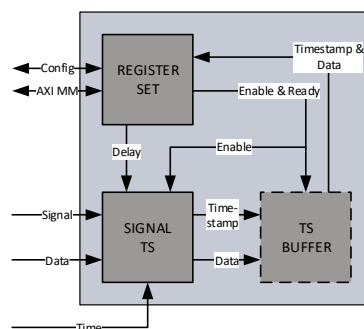 Timestamp &
Data
Config
REGISTER
SET
AXI MM
Enable & Ready
Delay
Enable
Signal
SIGNAL
TS
Time-
stamp
TS
BUFFER
Data
Data
Time